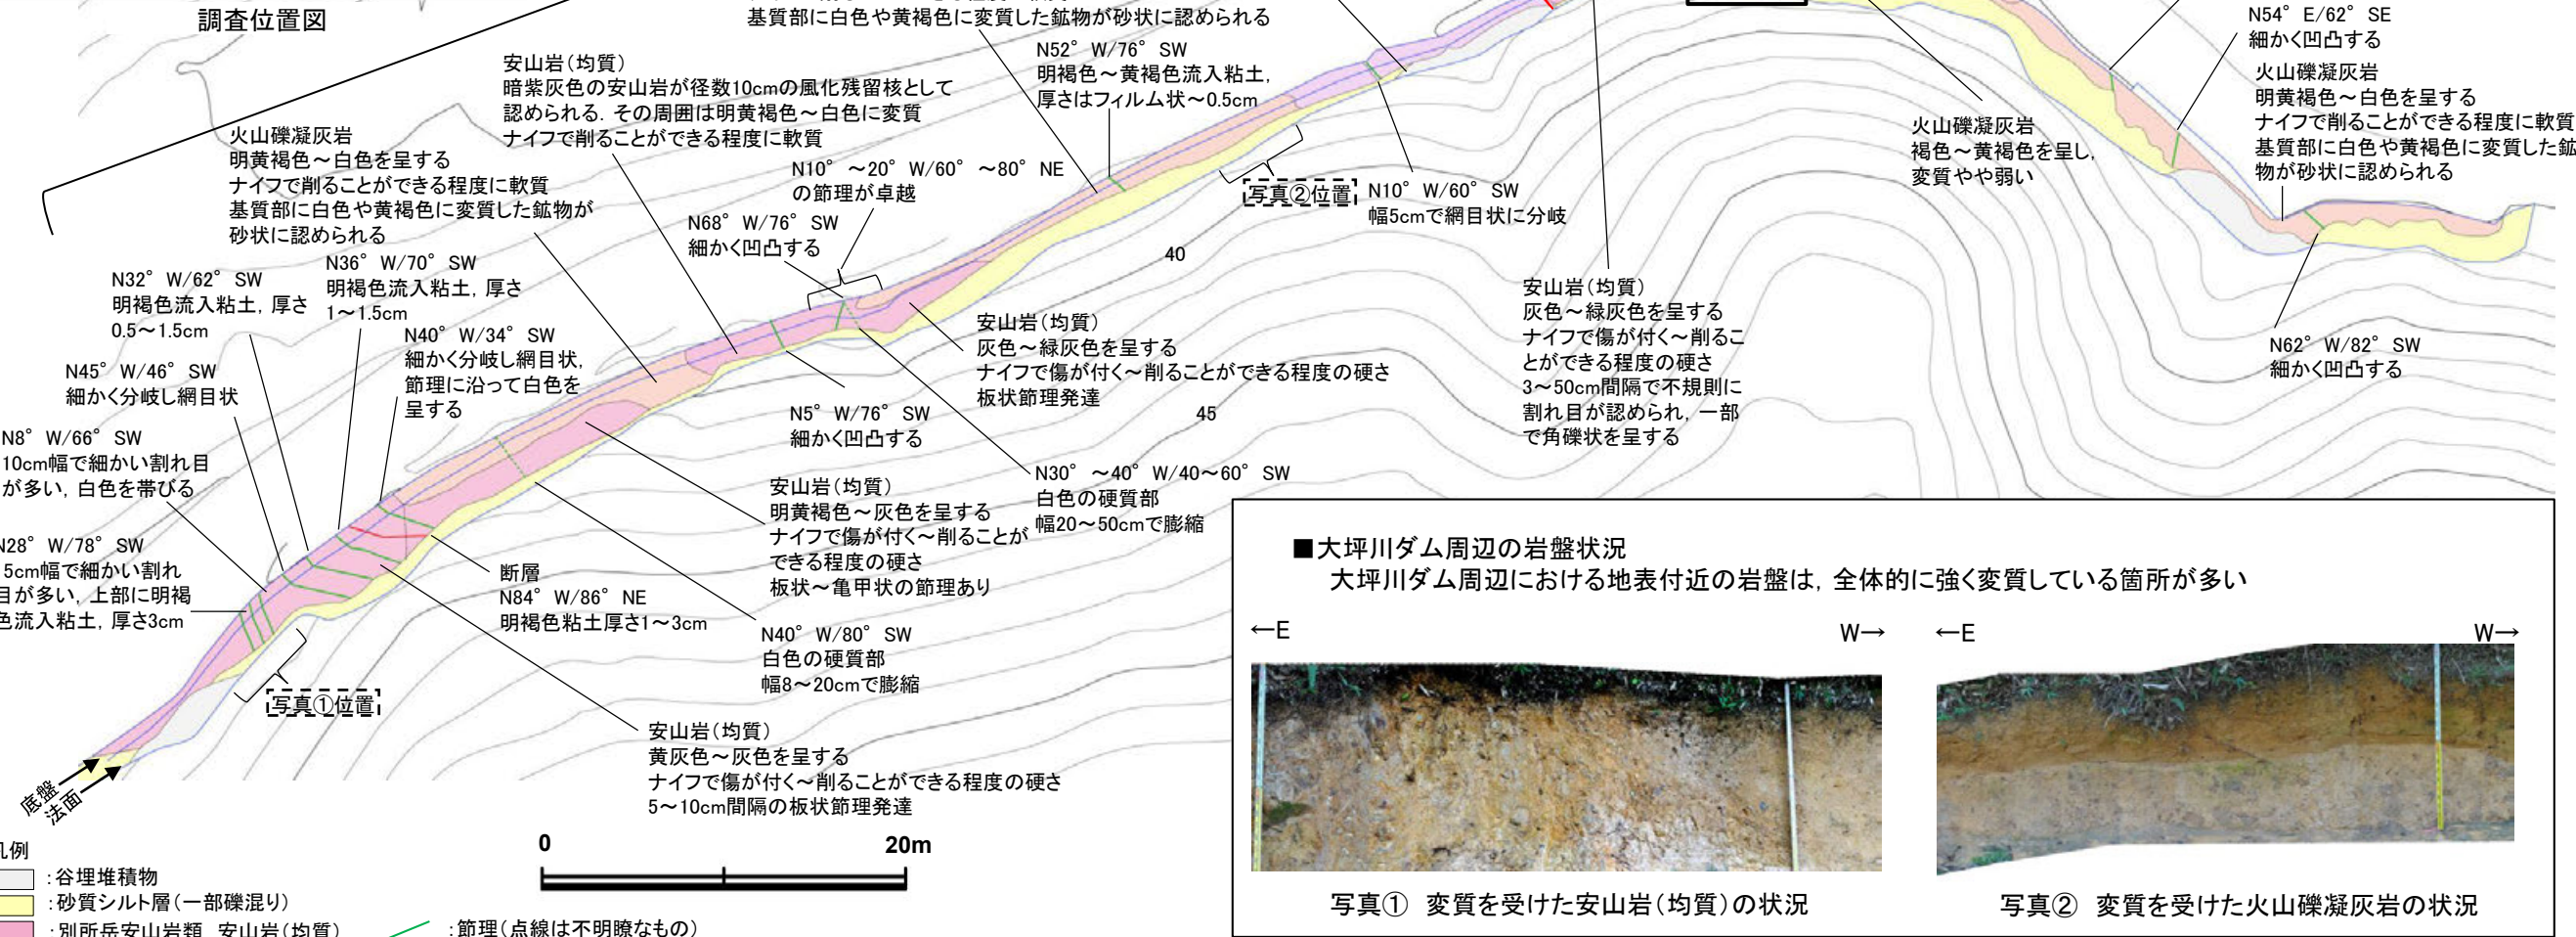 調査位置図
基質部に白色や黄褐色に変質した鉱物が砂状に認められる
N52°W/76°SW
明褐色～黄褐色流入粘土,
厚さはフィルム状～0.5cm
安山岩(均質)
暗紫灰色の安山岩が径数10cmの風化残留核として
認められる. その周囲は明黄褐色～白色に変質
ナイフで削ることができる程度に軟質
火山礫凝灰岩
明黄褐色～白色を呈する
ナイフで削ることができる程度に軟質
基質部に白色や黄褐色に変質した鉱物が
砂状に認められる
N10°～20°W/60°～80°NE
の節理が卓越
N68°W/76°SW
細かく凹凸する
N32°W/62°SW
明褐色流入粘土, 厚さ
0.5～1.5cm
N36°W/70°SW
明褐色流入粘土, 厚さ
1～1.5cm
N40°W/34°SW
細かく分岐し網目状,
節理に沿って白色を
呈する
N45°W/46°SW
細かく分岐し網目状
N8°W/66°SW
10cm幅で細かい割れ目
が多い, 白色を帯びる
N28°W/78°SW
5cm幅で細かい割れ
目が多い, 上部に明褐
色流入粘土, 厚さ3cm
写真①位置
底盤
法面
断層
N84°W/86°NE
明褐色粘土厚さ1～3cm
安山岩(均質)
黄灰色～灰色を呈する
ナイフで傷が付く～削ることができる程度の硬さ
5～10cm間隔の板状節理発達
N40°W/80°SW
白色の硬質部
幅8～20cmで膨縮
安山岩(均質)
明黄褐色～灰色を呈する
ナイフで傷が付く～削ることが
できる程度の硬さ
板状～亀甲状の節理あり
N5°W/76°SW
細かく凹凸する
N30°～40°W/40～60°SW
白色の硬質部
幅20～50cmで膨縮
安山岩(均質)
灰色～緑灰色を呈する
ナイフで傷が付く～削ることができる程度の硬さ
板状節理発達
40
45
写真②位置
N10°W/60°SW
幅5cmで網目状に分岐
安山岩(均質)
灰色～緑灰色を呈する
ナイフで傷が付く～削るこ
とができる程度の硬さ
3～50cm間隔で不規則に
割れ目が認められ, 一部
で角礫状を呈する
火山礫凝灰岩
褐色～黄褐色を呈し,
変質やや弱い
N54°E/62°SE
細かく凹凸する
火山礫凝灰岩
明黄褐色～白色を呈する
ナイフで削ることができる程度に軟質
基質部に白色や黄褐色に変質した鉱
物が砂状に認められる
N62°W/82°SW
細かく凹凸する
■大坪川ダム周辺の岩盤状況
大坪川ダム周辺における地表付近の岩盤は, 全体的に強く変質している箇所が多い
←E W→
←E W→
写真① 変質を受けた安山岩(均質)の状況
写真② 変質を受けた火山礫凝灰岩の状況
0 20m
凡例
:谷埋堆積物
:砂質シルト層(一部礫混り)
:別所岳安山岩類 安山岩(均質)
:節理(点線は不明瞭なもの)